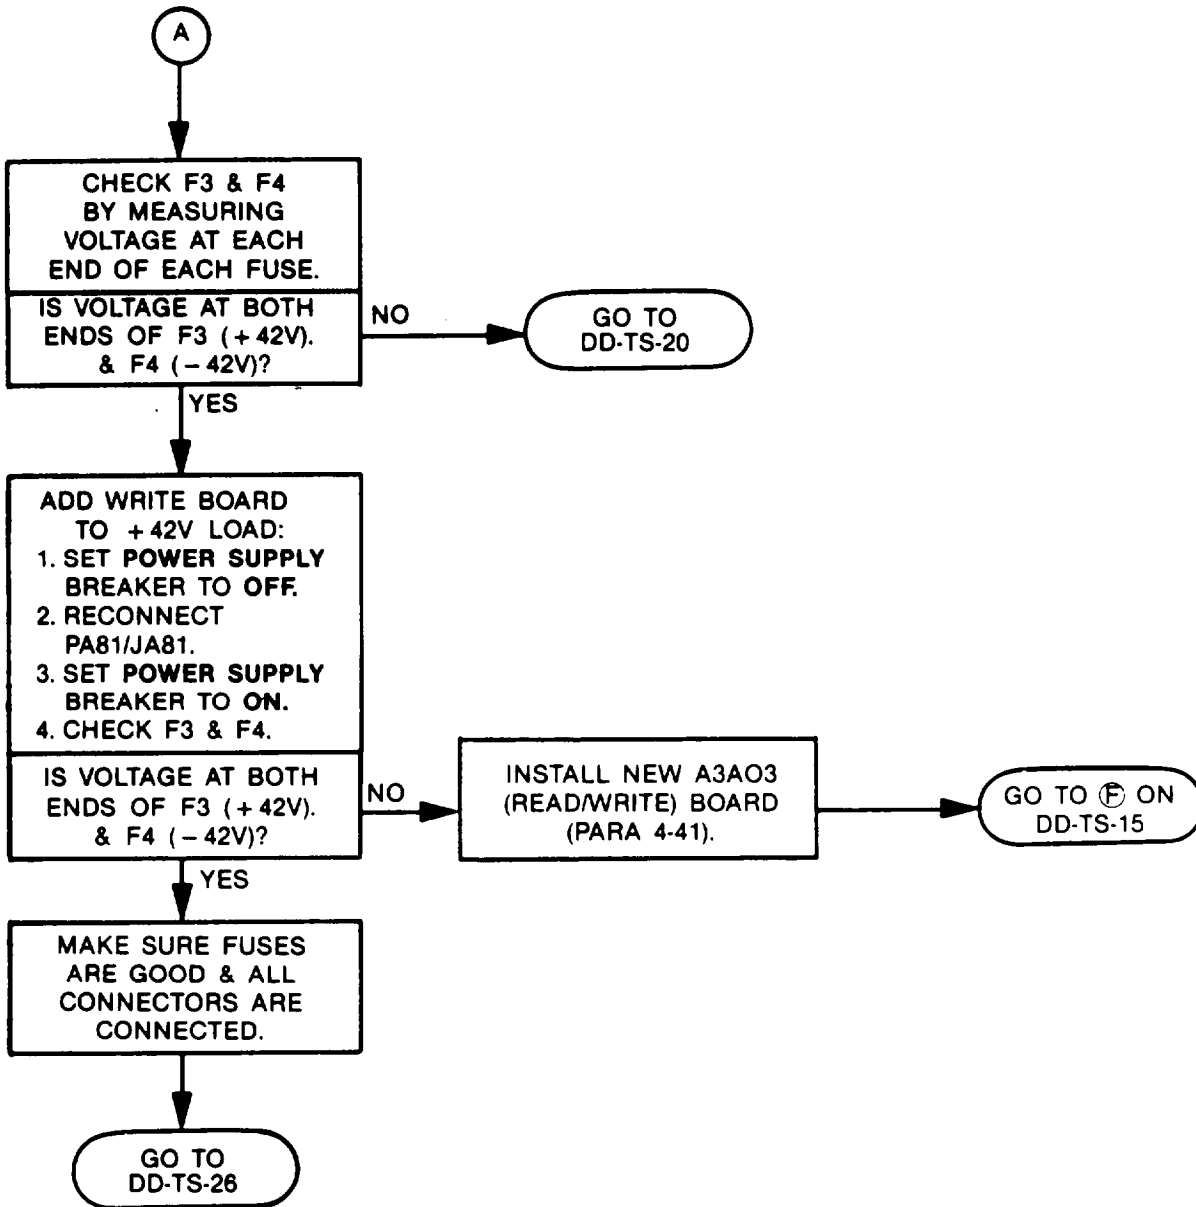 A
CHECK F3 & F4
BY MEASURING
VOLTAGE AT EACH
END OF EACH FUSE.
IS VOLTAGE AT BOTH
ENDS OF F3 (+42V).
& F4 (−42V)?
NO
GO TO
DD-TS-20
YES
ADD WRITE BOARD
TO +42V LOAD:
1. SET POWER SUPPLY
BREAKER TO OFF.
2. RECONNECT
PA81/JA81.
3. SET POWER SUPPLY
BREAKER TO ON.
4. CHECK F3 & F4.
IS VOLTAGE AT BOTH
ENDS OF F3 (+42V).
& F4 (−42V)?
NO
INSTALL NEW A3AO3
(READ/WRITE) BOARD
(PARA 4-41).
GO TO Ⓕ ON
DD-TS-15
YES
MAKE SURE FUSES
ARE GOOD & ALL
CONNECTORS ARE
CONNECTED.
GO TO
DD-TS-26